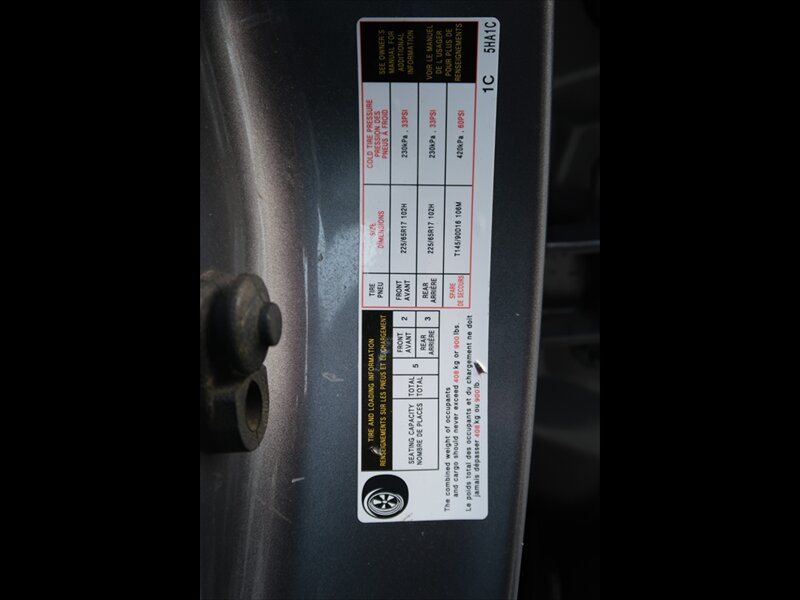 TIRE AND LOADING INFORMATION
RENSEIGNEMENTS SUR LES PNEUS ET LE CHARGEMENT
SEATING CAPACITY
NOMBRE DE PLACES
TOTAL
TOTAL
5
FRONT
AVANT
2
REAR
ARRIÈRE
3
The combined weight of occupants
and cargo should never exceed 408 kg or 900 lbs.
Le poids total des occupants et du chargement ne doit
jamais dépasser 408 kg ou 900 lb.
TIRE
PNEU
SIZE
DIMENSIONS
COLD TIRE PRESSURE
PRESSION DES
PNEUS À FROID
FRONT
AVANT
225/65R17 102H
230kPa, 33PSI
REAR
ARRIÈRE
225/65R17 102H
230kPa, 33PSI
SPARE
DE SECOURS
T145/90D16 106M
420kPa, 60PSI
SEE OWNER'S
MANUAL FOR
ADDITIONAL
INFORMATION
VOIR LE MANUEL
DE L'USAGER
POUR PLUS DE
RENSEIGNEMENTS
1C 5HA1C